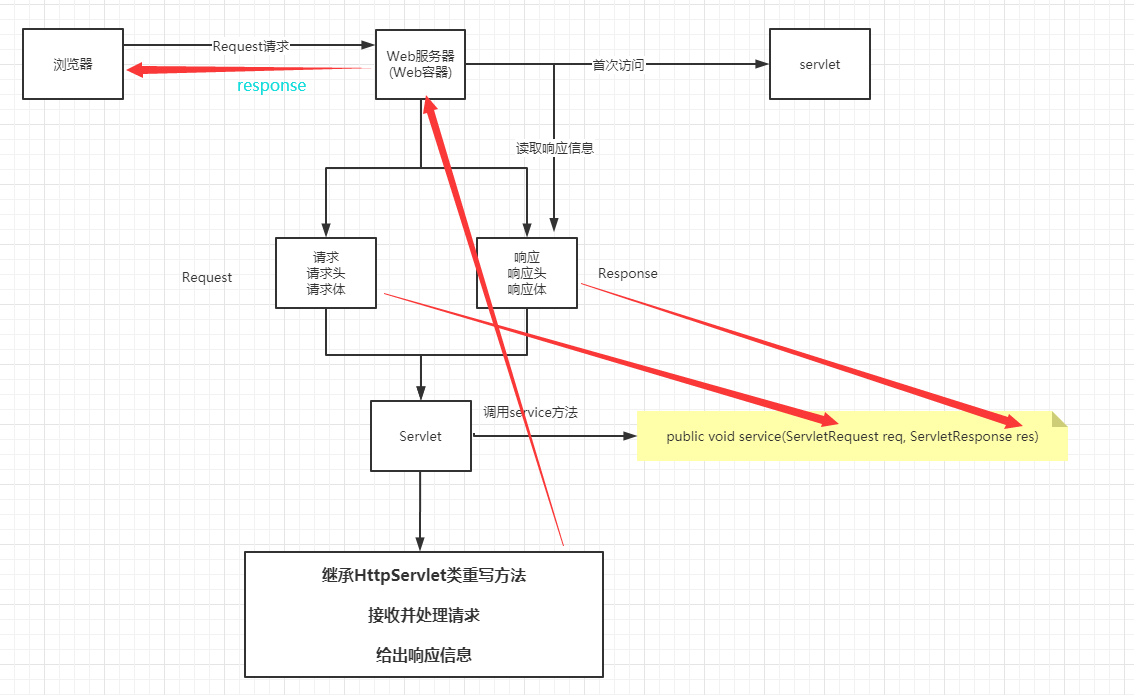 浏览器
Request请求
response
Web服务器
(Web容器)
首次访问
servlet
读取响应信息
Request
请求
请求头
请求体
响应
响应头
响应体
Response
Servlet
调用service方法
public void service(ServletRequest req, ServletResponse res)
继承HttpServlet类重写方法
接收并处理请求
给出响应信息